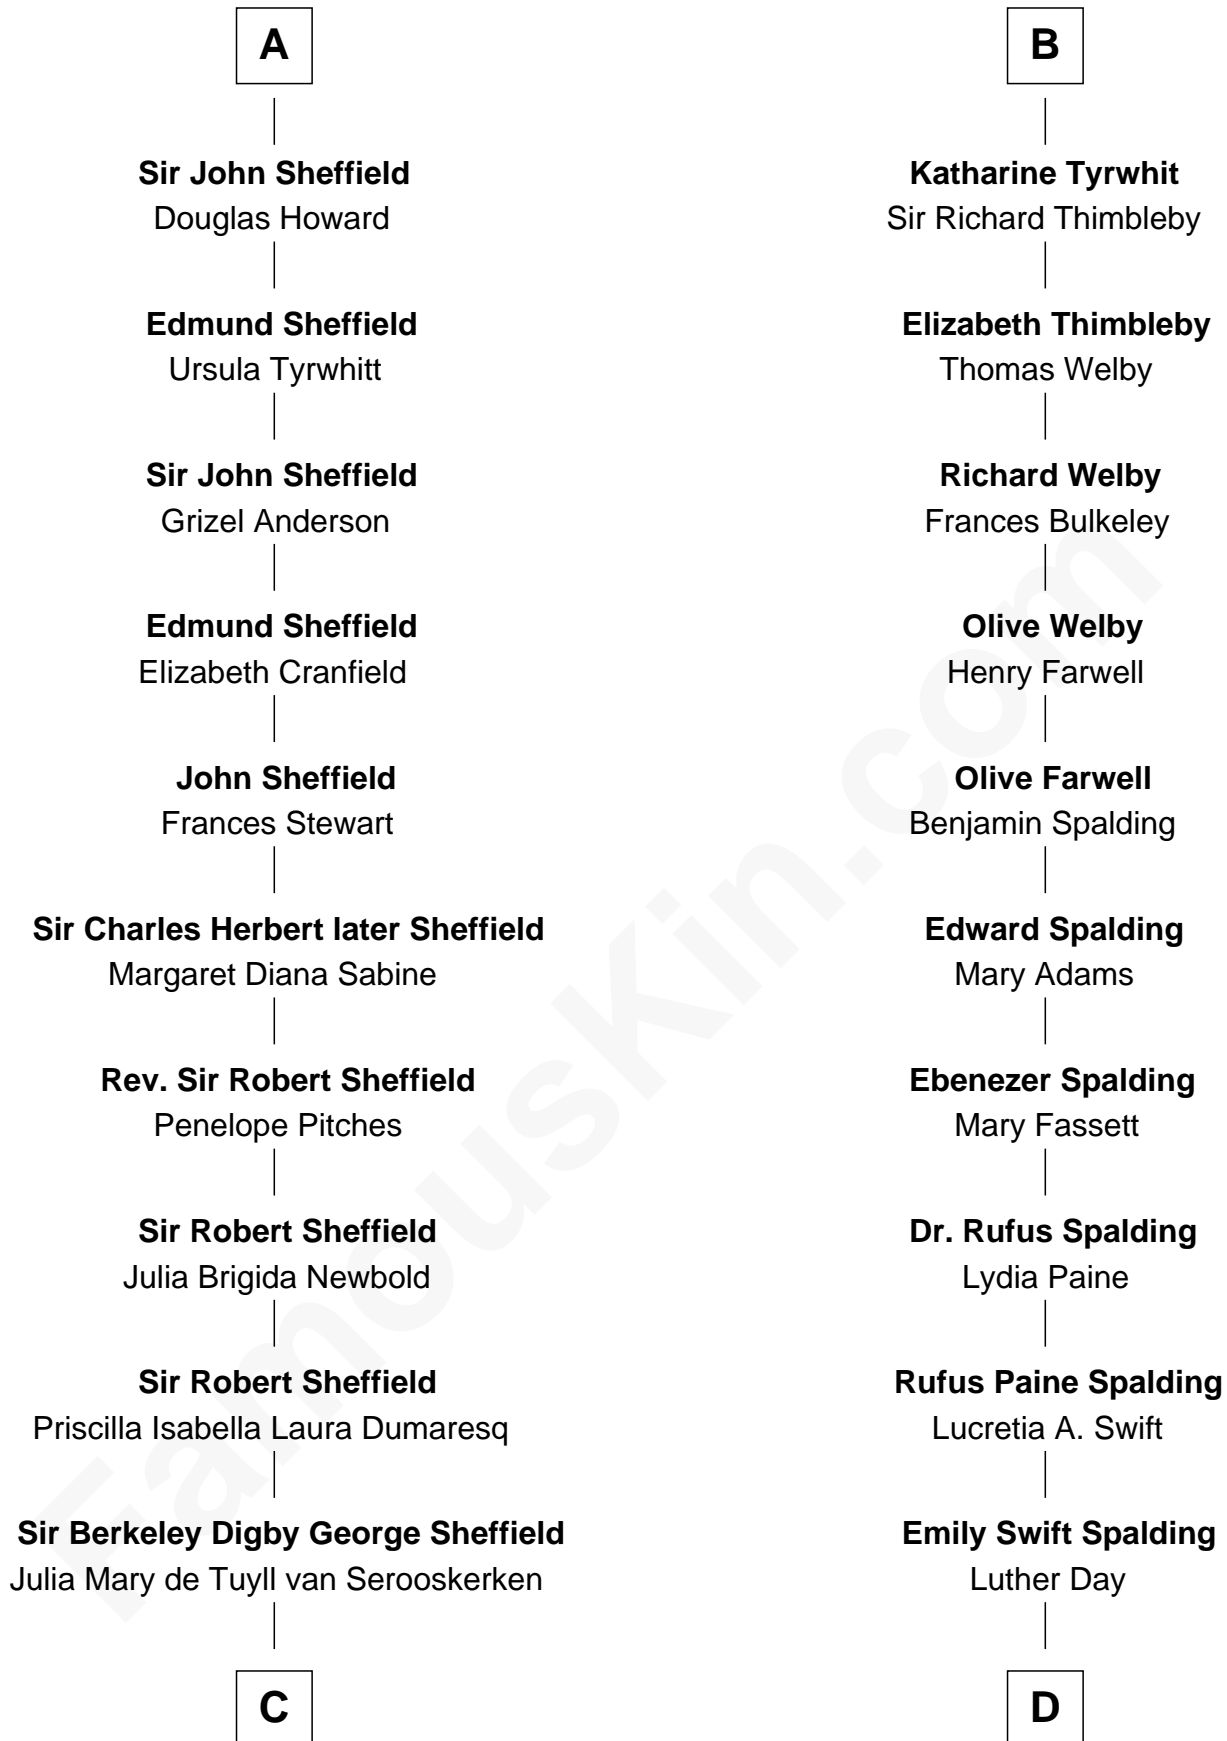 A
Sir John Sheffield
Douglas Howard
Edmund Sheffield
Ursula Tyrwhitt
Sir John Sheffield
Grizel Anderson
Edmund Sheffield
Elizabeth Cranfield
John Sheffield
Frances Stewart
Sir Charles Herbert later Sheffield
Margaret Diana Sabine
Rev. Sir Robert Sheffield
Penelope Pitches
Sir Robert Sheffield
Julia Brigida Newbold
Sir Robert Sheffield
Priscilla Isabella Laura Dumaresq
Sir Berkeley Digby George Sheffield
Julia Mary de Tuyll van Serooskerken
C
B
Katharine Tyrwhit
Sir Richard Thimbleby
Elizabeth Thimbleby
Thomas Welby
Richard Welby
Frances Bulkeley
Olive Welby
Henry Farwell
Olive Farwell
Benjamin Spalding
Edward Spalding
Mary Adams
Ebenezer Spalding
Mary Fassett
Dr. Rufus Spalding
Lydia Paine
Rufus Paine Spalding
Lucretia A. Swift
Emily Swift Spalding
Luther Day
D
FamousKin.com